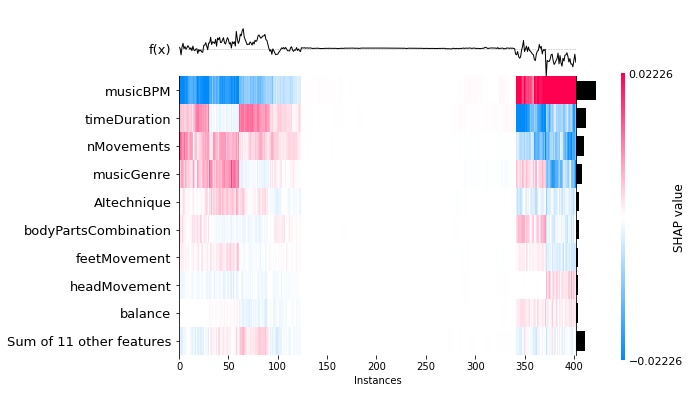 f(x)
0.02226
musicBPM
timeDuration
nMovements
musicGenre
AItechnique
bodyPartsCombination
feetMovement
headMovement
balance
Sum of 11 other features
SHAP value
−0.02226
0 50 100 150 200 250 300 350 400
Instances